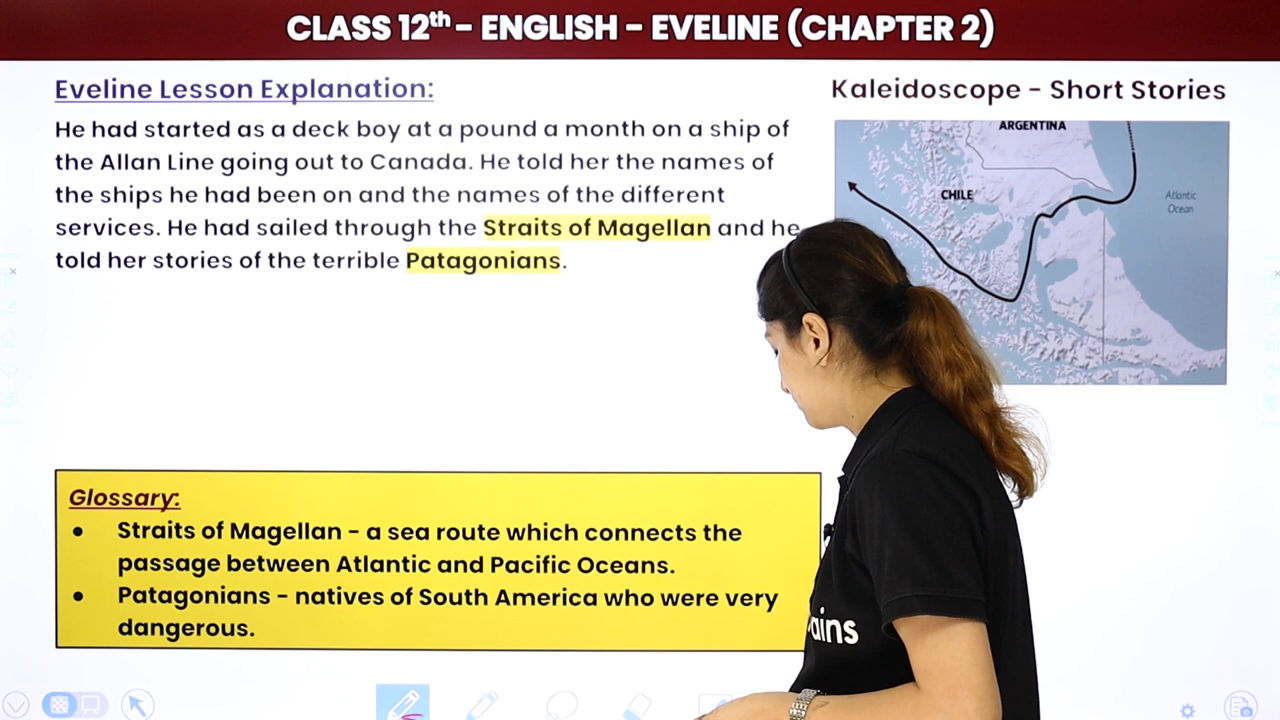 CLASS 12th - ENGLISH - EVELINE (CHAPTER 2)
Eveline Lesson Explanation:
Kaleidoscope - Short Stories
He had started as a deck boy at a pound a month on a ship of
the Allan Line going out to Canada. He told her the names of
the ships he had been on and the names of the different
services. He had sailed through the Straits of Magellan and he
told her stories of the terrible Patagonians.
ARGENTINA
CHILE
Atlantic
Ocean
Glossary:
● Straits of Magellan - a sea route which connects the
passage between Atlantic and Pacific Oceans.
● Patagonians - natives of South America who were very
dangerous.